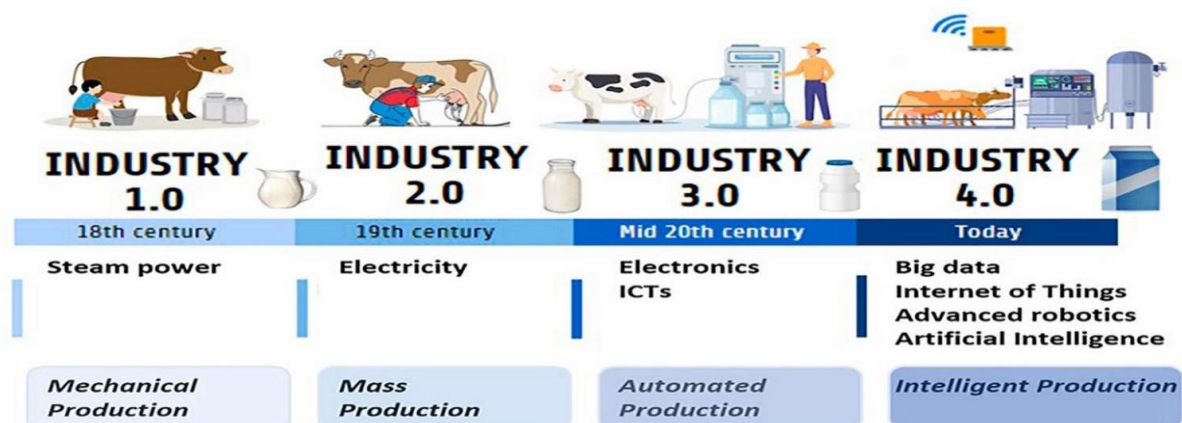 INDUSTRY
1.0
INDUSTRY
2.0
INDUSTRY
3.0
INDUSTRY
4.0
18th century
19th century
Mid 20th century
Today
Steam power
Electricity
Electronics
ICTs
Big data
Internet of Things
Advanced robotics
Artificial Intelligence
Mechanical
Production
Mass
Production
Automated
Production
Intelligent Production